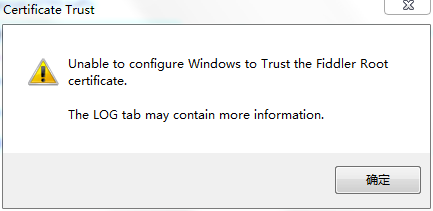 Certificate Trust
Unable to configure Windows to Trust the Fiddler Root
certificate.
The LOG tab may contain more information.
确定